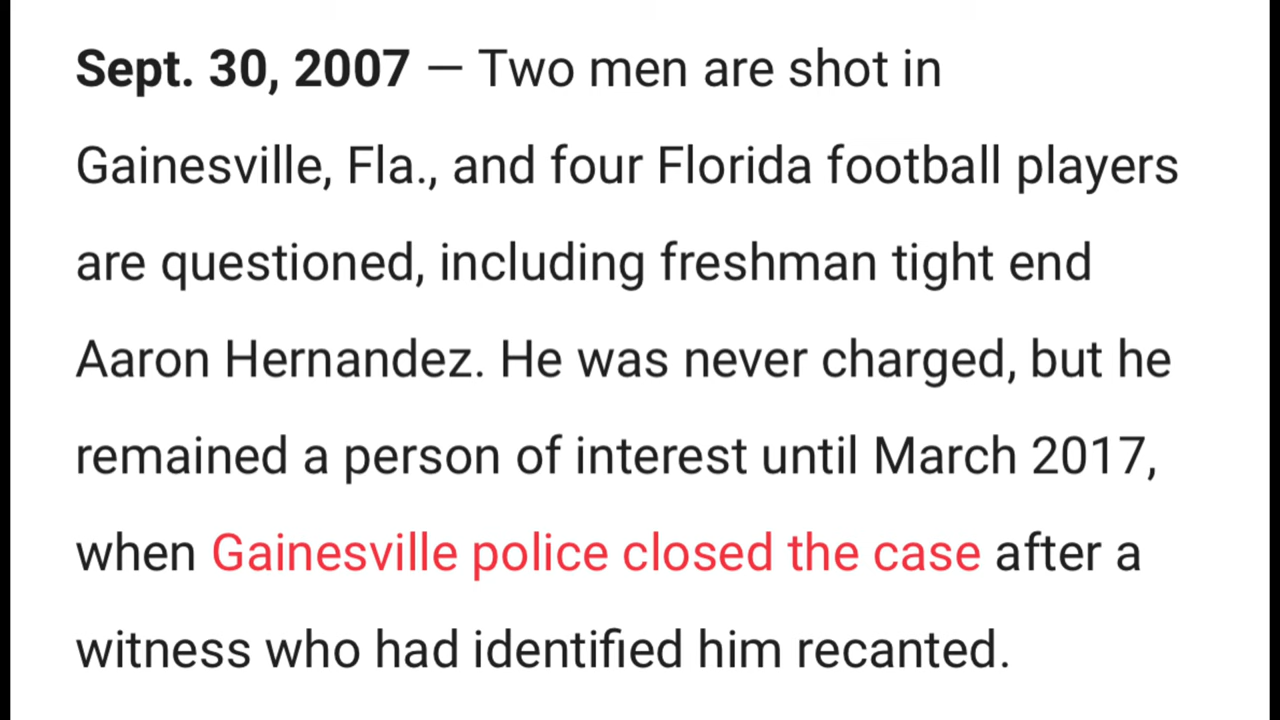 Sept. 30, 2007 — Two men are shot in
Gainesville, Fla., and four Florida football players
are questioned, including freshman tight end
Aaron Hernandez. He was never charged, but he
remained a person of interest until March 2017,
when Gainesville police closed the case after a
witness who had identified him recanted.